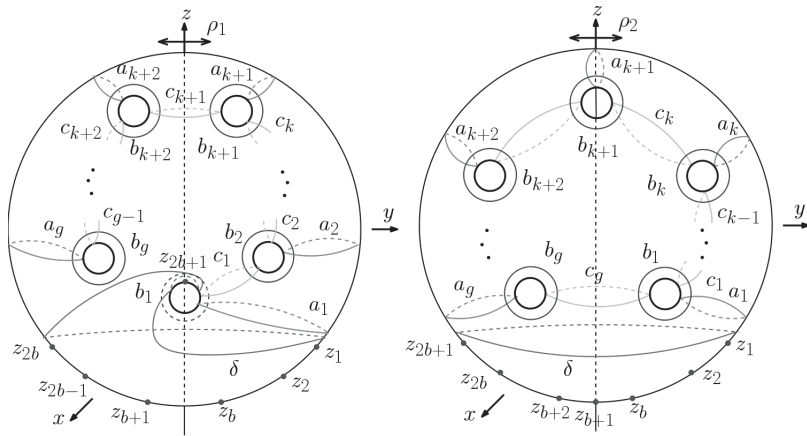 z
ρ₁
a_{k+2}
a_{k+1}
c_{k+1}
c_{k+2}
c_k
b_{k+2}
b_{k+1}
c_{g-1}
c_2
a_g
b_g
b_2
a_2
y
z_{2b+1}
c_1
b_1
a_1
z_{2b}
z_1
δ
z_{2b-1}
z_2
x
z_{b+1}
z_b
z
ρ₂
a_{k+1}
c_k
a_{k+2}
a_k
b_{k+1}
b_{k+2}
b_k
c_{k-1}
y
b_g
b_1
c_g
c_1
a_g
a_1
z_{2b+1}
z_1
δ
z_{2b}
z_2
x
z_{b+2}
z_{b+1}
z_b